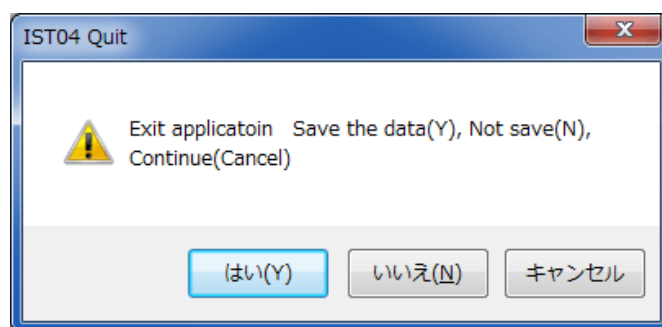 IST04 Quit
Exit applicatoin   Save the data(Y), Not save(N),
Continue(Cancel)
はい(Y)
いいえ(N)
キャンセル